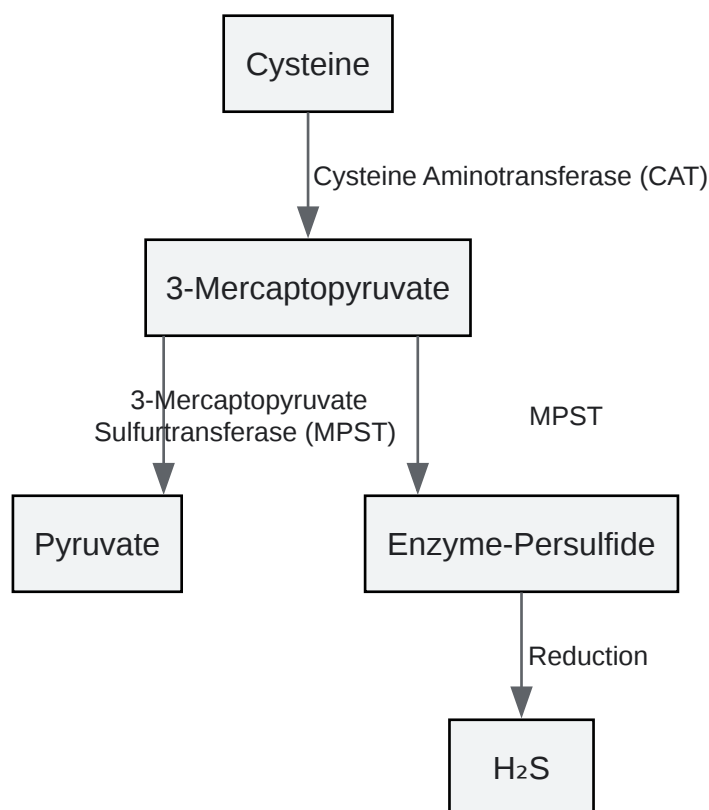 Cysteine
Cysteine Aminotransferase (CAT)
3-Mercaptopyruvate
3-Mercaptopyruvate
Sulfurtransferase (MPST)
MPST
Pyruvate
Enzyme-Persulfide
Reduction
H₂S